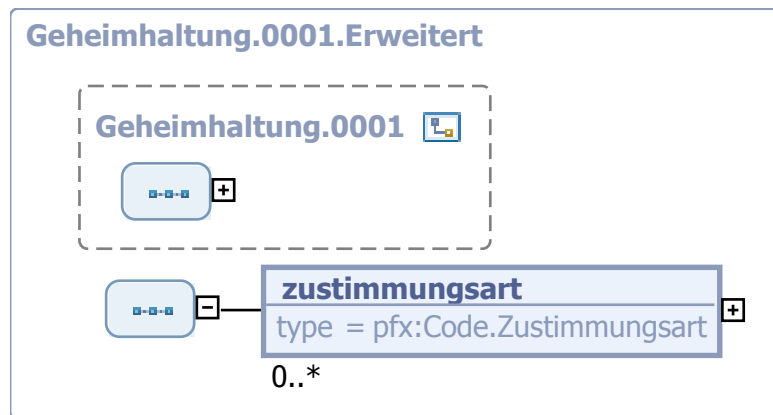 Geheimhaltung.0001.Erweitert
Geheimhaltung.0001
zustimmungsart
type = pfx:Code.Zustimmungsart
0..*